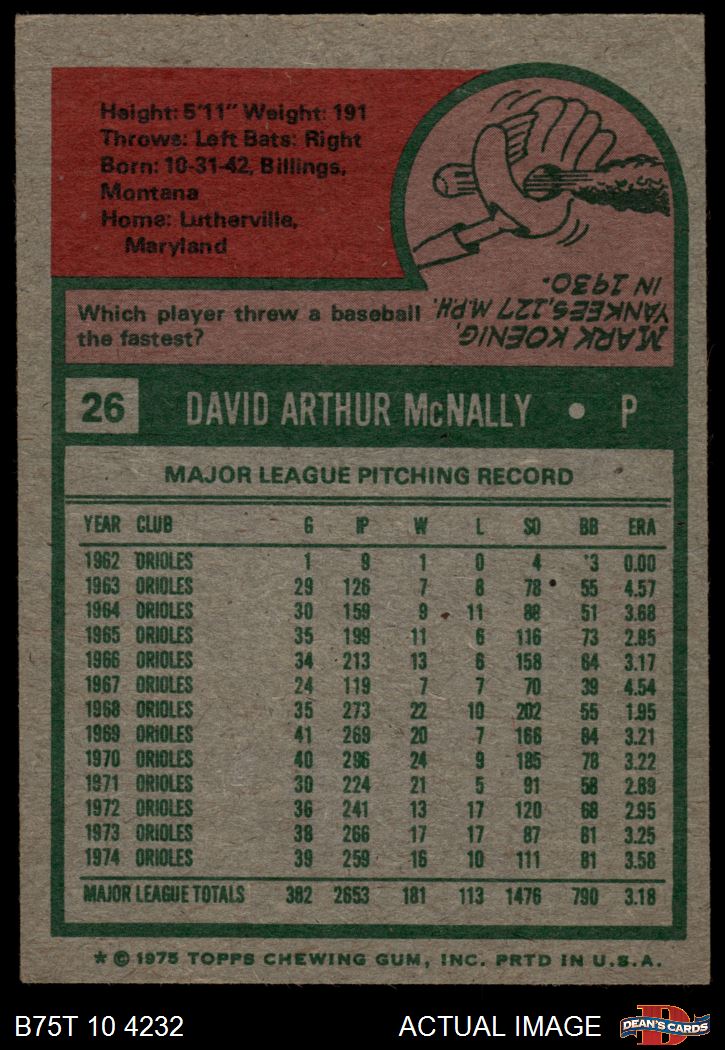 Height: 5'11" Weight: 191
Throws: Left Bats: Right
Born: 10-31-42, Billings,
Montana
Home: Lutherville,
Maryland
Which player threw a baseball
the fastest?
MARK KOENIG,
YANKEES, 127 M.P.H.
IN 1930.
26 DAVID ARTHUR McNALLY • P
MAJOR LEAGUE PITCHING RECORD
YEAR CLUB G IP W L SO BB ERA
1962 ORIOLES 1 9 1 0 4 3 0.00
1963 ORIOLES 29 126 7 8 78 55 4.57
1964 ORIOLES 30 159 9 11 88 51 3.68
1965 ORIOLES 35 199 11 6 116 73 2.85
1966 ORIOLES 34 213 13 6 158 64 3.17
1967 ORIOLES 24 119 7 7 70 39 4.54
1968 ORIOLES 35 273 22 10 202 55 1.95
1969 ORIOLES 41 269 20 7 166 84 3.21
1970 ORIOLES 40 296 24 9 185 78 3.22
1971 ORIOLES 30 224 21 5 91 58 2.89
1972 ORIOLES 36 241 13 17 120 68 2.95
1973 ORIOLES 38 266 17 17 87 81 3.25
1974 ORIOLES 39 259 16 10 111 81 3.58
MAJOR LEAGUE TOTALS 382 2653 181 113 1476 790 3.18
* © 1975 TOPPS CHEWING GUM, INC. PRTD IN U.S.A.
B75T 10 4232 ACTUAL IMAGE DEAN'S CARDS